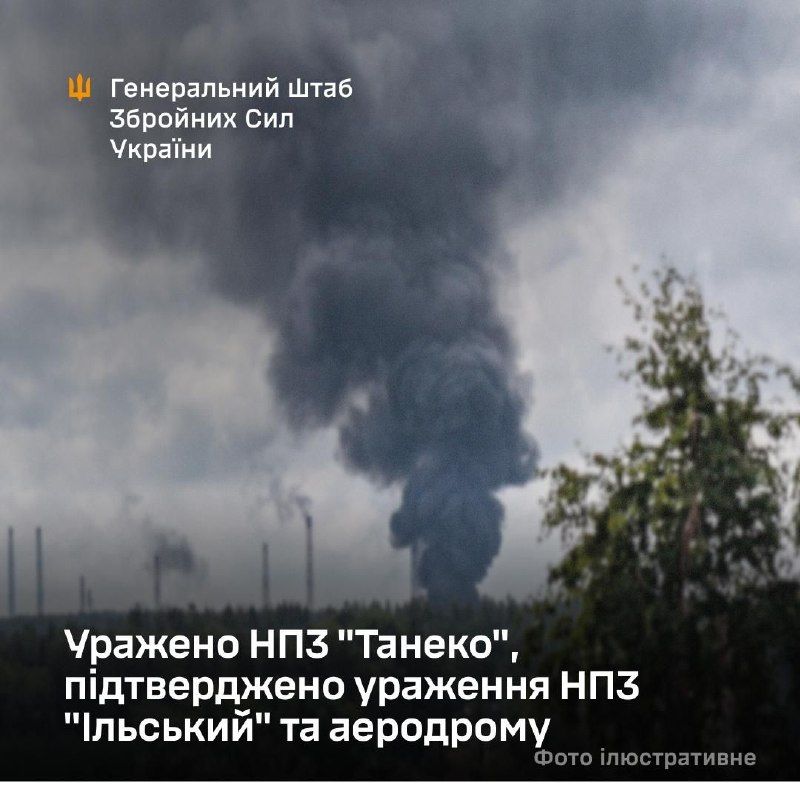 Генеральний штаб
Збройних Сил
України
Уражено НПЗ "Танеко",
підтверджено ураження НПЗ
"Ільський" та аеродрому
Фото ілюстративне